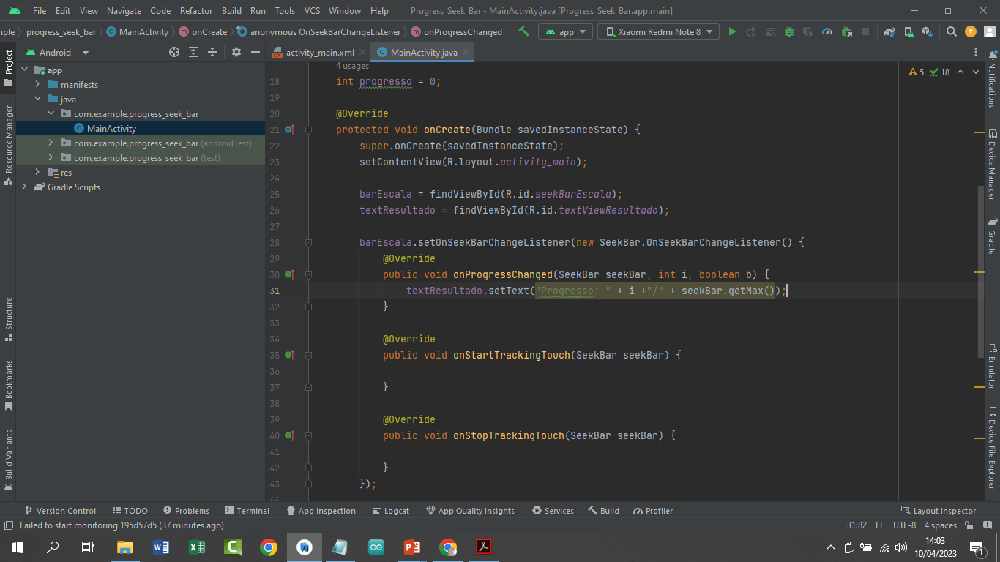 File Edit View Navigate Code Refactor Build Run Tools VCS Window Help Progress_Seek_Bar - MainActivity.java [Progress_Seek_Bar.app.main]
ple progress_seek_bar MainActivity onCreate anonymous OnSeekBarChangeListener onProgressChanged app Xiaomi Redmi Note 8
Android activity_main.xml MainActivity.java
Project
Resource Manager
Structure
Bookmarks
Build Variants
app
manifests
java
com.example.progress_seek_bar
MainActivity
com.example.progress_seek_bar (androidTest)
com.example.progress_seek_bar (test)
res
Gradle Scripts
4 usages
5 18
18 int progresso = 0;
19
20 @Override
21 protected void onCreate(Bundle savedInstanceState) {
22 super.onCreate(savedInstanceState);
23 setContentView(R.layout.activity_main);
24
25 barEscala = findViewById(R.id.seekBarEscala);
26 textResultado = findViewById(R.id.textViewResultado);
27
28 barEscala.setOnSeekBarChangeListener(new SeekBar.OnSeekBarChangeListener() {
29 @Override
30 public void onProgressChanged(SeekBar seekBar, int i, boolean b) {
31 textResultado.setText("Progresso: " + i +"/" + seekBar.getMax());
32 }
33
34 @Override
35 public void onStartTrackingTouch(SeekBar seekBar) {
36
37 }
38
39 @Override
40 public void onStopTrackingTouch(SeekBar seekBar) {
41
42 }
43 });
44
Notifications
Device Manager
Gradle
Emulator
Device File Explorer
Version Control TODO Problems Terminal App Inspection Logcat App Quality Insights Services Build Profiler Layout Inspector
Failed to start monitoring 195d57d5 (37 minutes ago) 31:82 LF UTF-8 4 spaces
14:03
10/04/2023
1